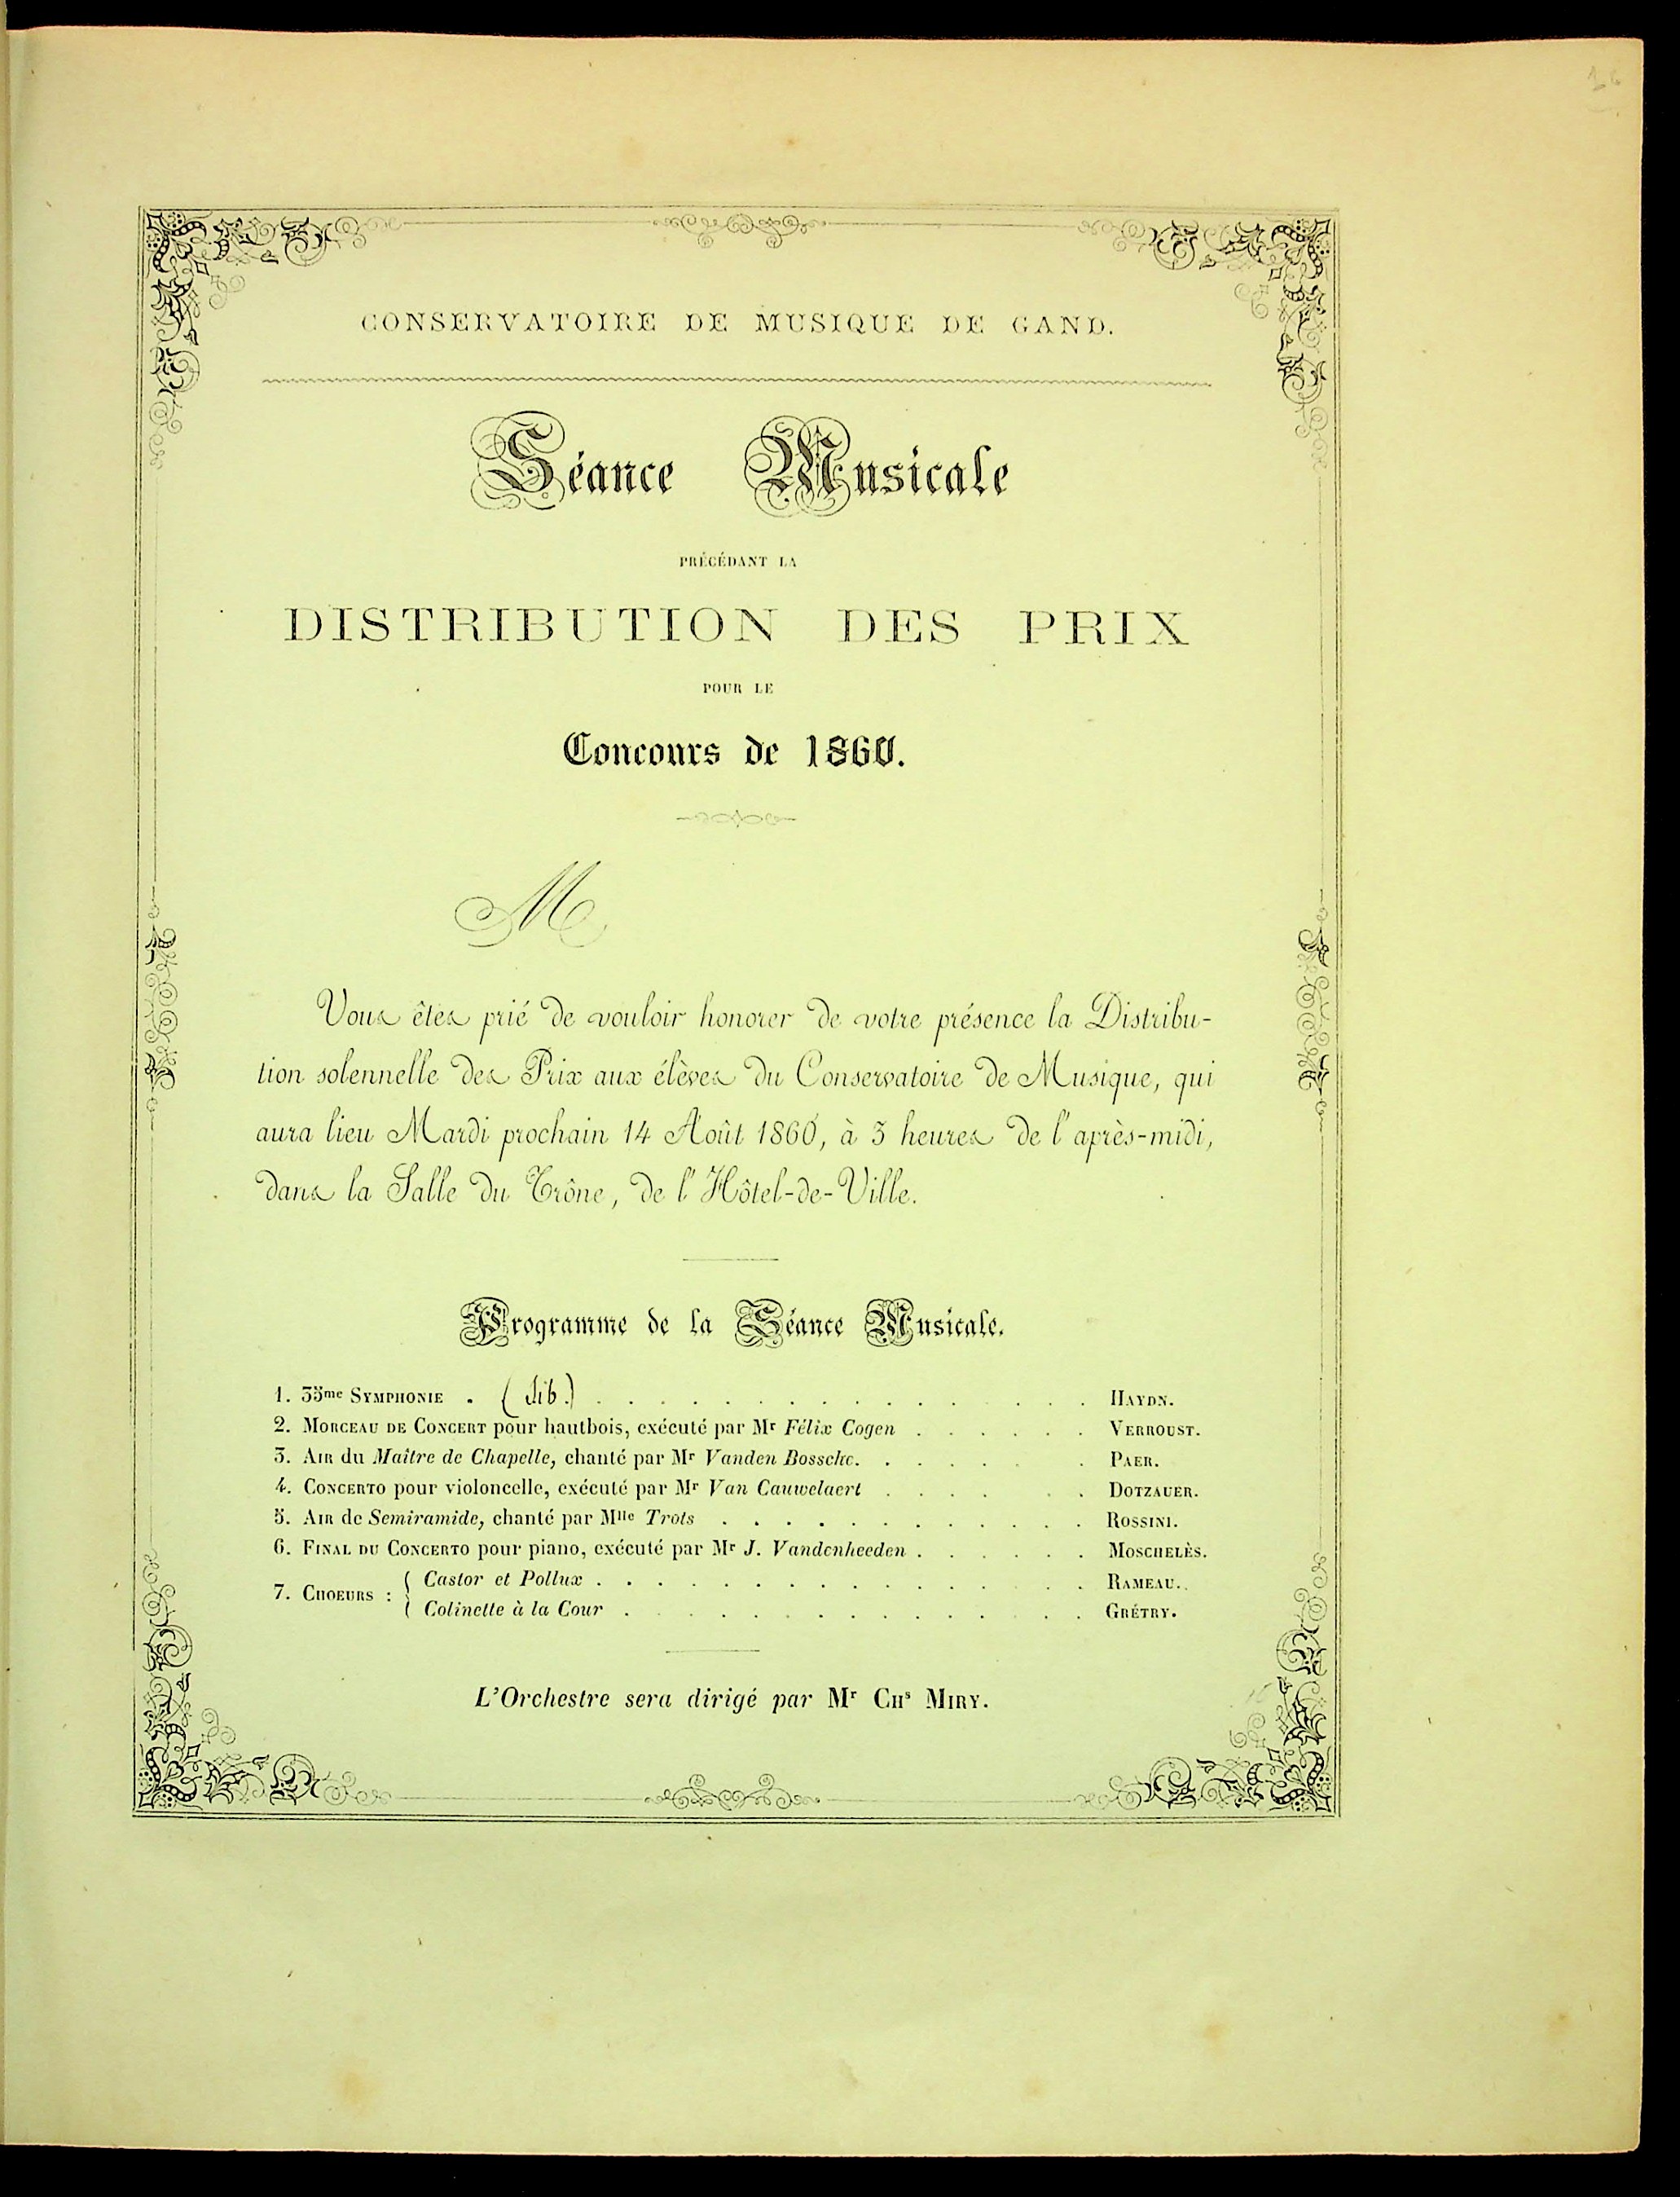 CONSERVATOIRE DE MUSIQUE DE GAND.
Séance Musicale
PRÉCÉDANT LA
DISTRIBUTION DES PRIX
POUR LE
Concours de 1860.
M
Vous êtes prié de vouloir honorer de votre présence la Distribu-
tion solennelle des Prix aux élèves du Conservatoire de Musique, qui
aura lieu Mardi prochain 14 Août 1860, à 3 heures de l'après-midi,
dans la Salle du Trône, de l'Hôtel-de-Ville.
Programme de la Séance Musicale.
1. 35me SYMPHONIE . . . . . . . . . . . . . . . . . HAYDN.
2. MORCEAU DE CONCERT pour hautbois, exécuté par Mr Félix Cogen . . . . . . VERROUST.
3. AIR du Maître de Chapelle, chanté par Mr Vanden Bossche. . . . . . . PAER.
4. CONCERTO pour violoncelle, exécuté par Mr Van Cauwelaert . . . . . . DOTZAUER.
5. AIR de Semiramide, chanté par Mlle Trots . . . . . . . . . . . . ROSSINI.
6. FINAL DU CONCERTO pour piano, exécuté par Mr J. Vandenheeden . . . . . . MOSCHELÈS.
7. CHOEURS : { Castor et Pollux . . . . . . . . . . . . . . . . RAMEAU.
{ Colinette à la Cour . . . . . . . . . . . . . . . GRÉTRY.
L'Orchestre sera dirigé par Mr CHs MIRY.